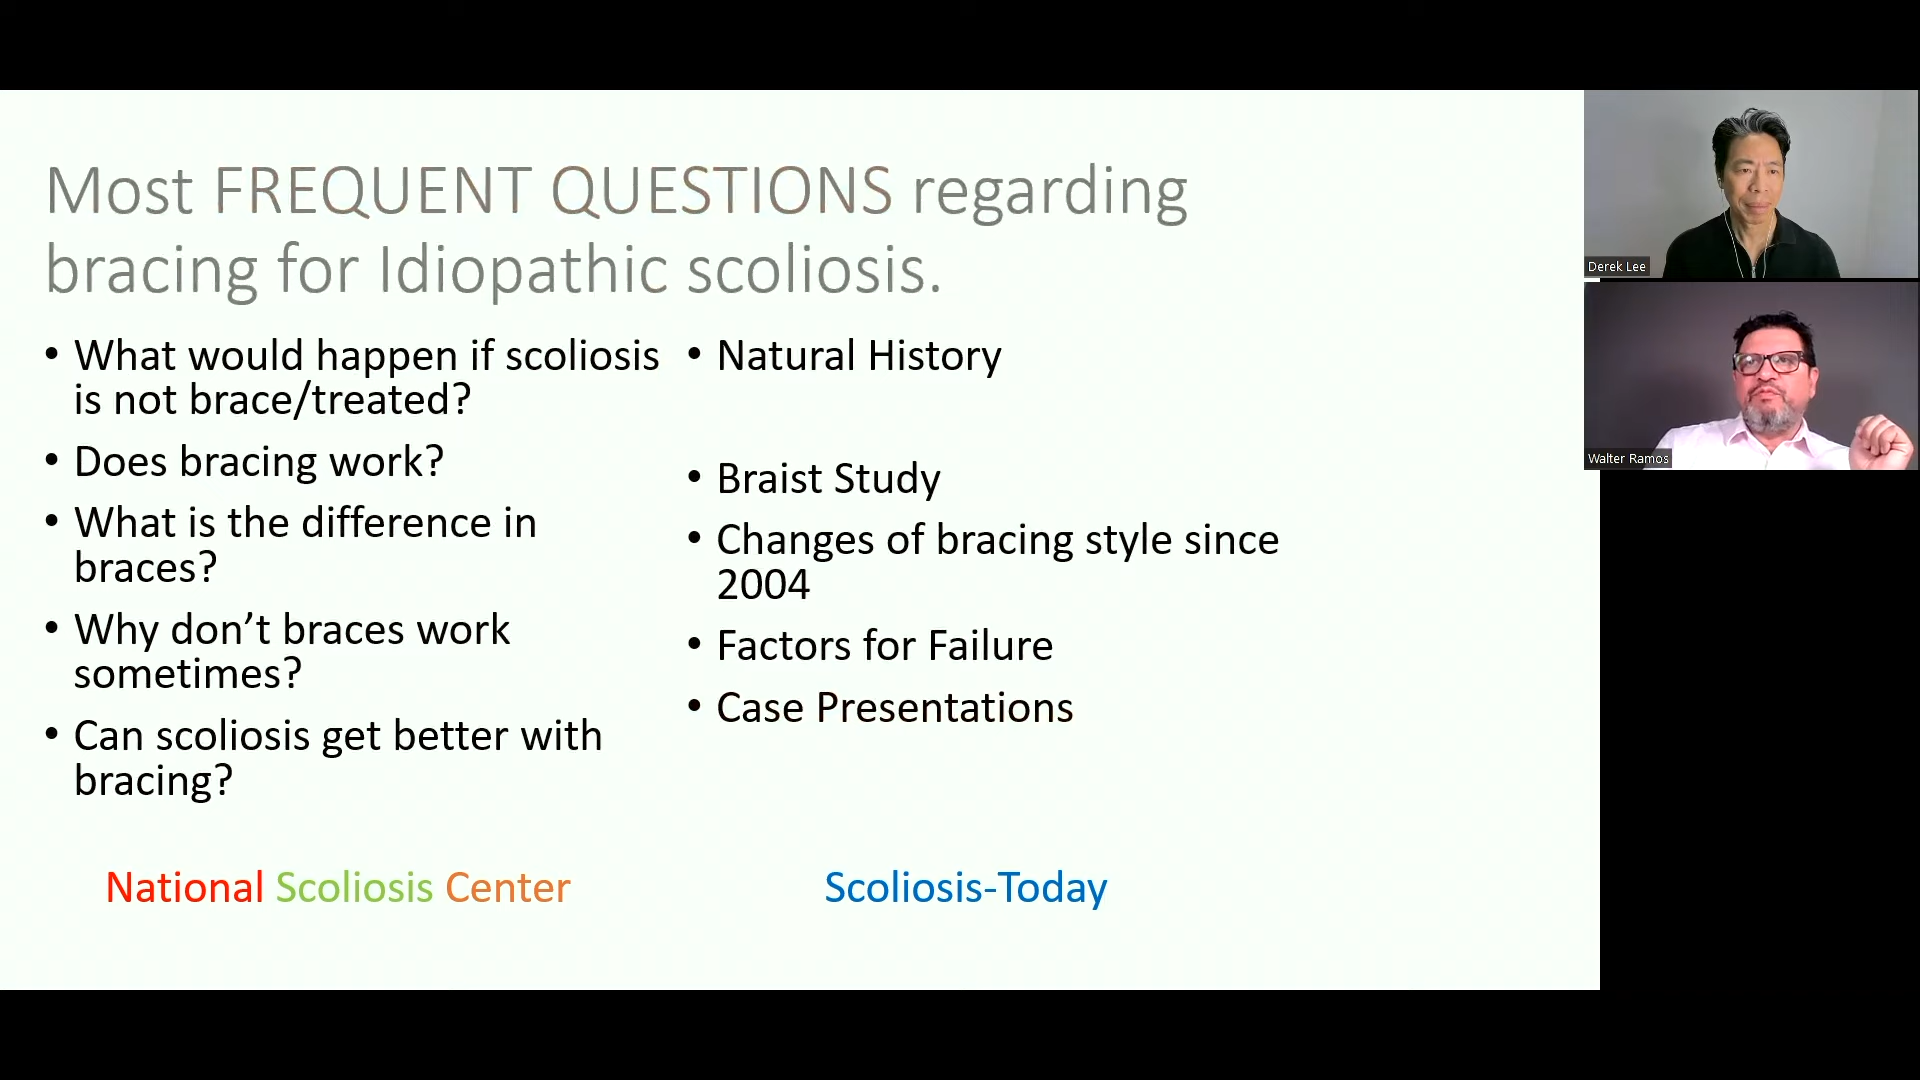 Most FREQUENT QUESTIONS regarding
bracing for Idiopathic scoliosis.
• What would happen if scoliosis
is not brace/treated?
• Does bracing work?
• What is the difference in
braces?
• Why don’t braces work
sometimes?
• Can scoliosis get better with
bracing?
• Natural History
• Braist Study
• Changes of bracing style since
2004
• Factors for Failure
• Case Presentations
National Scoliosis Center
Scoliosis-Today
Derek Lee
Walter Ramos